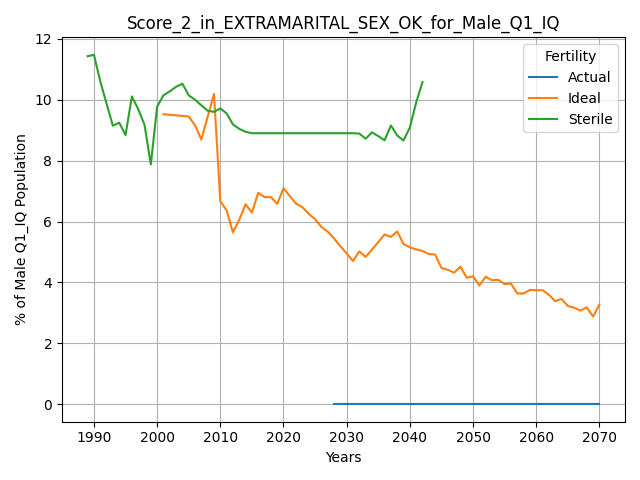 Score_2_in_EXTRAMARITAL_SEX_OK_for_Male_Q1_IQ
% of Male Q1_IQ Population
12
10
8
6
4
2
0
Fertility
Actual
Ideal
Sterile
1990 2000 2010 2020 2030 2040 2050 2060 2070
Years